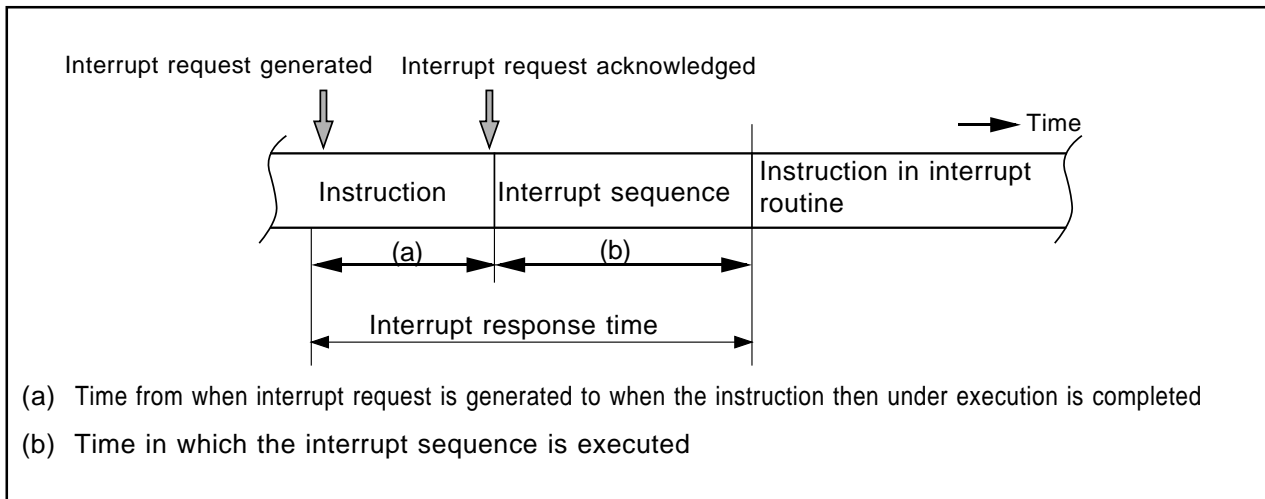 Interrupt request generated
Interrupt request acknowledged
Time
Instruction
Interrupt sequence
Instruction in interrupt
routine
(a)
(b)
Interrupt response time
(a) Time from when interrupt request is generated to when the instruction then under execution is completed
(b) Time in which the interrupt sequence is executed